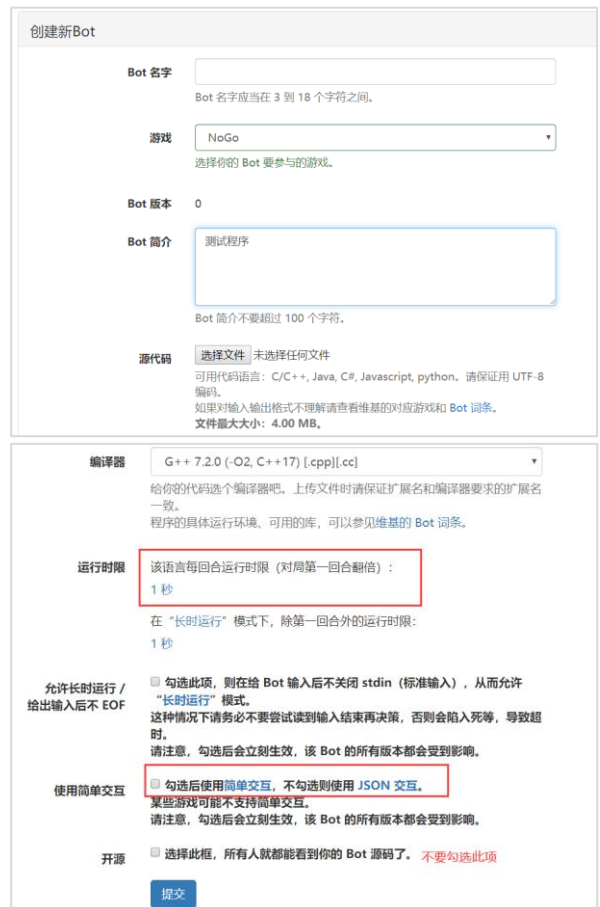 创建新Bot
Bot 名字
Bot 名字应当在 3 到 18 个字符之间。
游戏
NoGo
选择你的 Bot 要参与的游戏。
Bot 版本
0
Bot 简介
测试程序
Bot 简介不要超过 100 个字符。
源代码
选择文件 未选择任何文件
可用代码语言：C/C++, Java, C#, Javascript, python。请保证用 UTF-8
编码。
如果对输入输出格式不理解请查看维基的对应游戏和 Bot 词条。
文件最大大小：4.00 MB。
编译器
G++ 7.2.0 (-O2, C++17) [.cpp][.cc]
给你的代码选个编译器吧。上传文件时请保证扩展名和编译器要求的扩展名
一致。
程序的具体运行环境、可用的库，可以参见维基的 Bot 词条。
运行时限
该语言每回合运行时限（对局第一回合翻倍）：
1 秒
在“长时运行”模式下，除第一回合外的运行时限：
1 秒
允许长时运行 /
给出输入后不 EOF
勾选此项，则在给 Bot 输入后不关闭 stdin（标准输入），从而允许
“长时运行”模式。
这种情况下请务必不要尝试读到输入结束再决策，否则会陷入死等，导致超
时。
请注意，勾选后会立刻生效，该 Bot 的所有版本都会受到影响。
使用简单交互
勾选后使用简单交互，不勾选则使用 JSON 交互。
某些游戏可能不支持简单交互。
请注意，勾选后会立刻生效，该 Bot 的所有版本都会受到影响。
开源
选择此框，所有人就都能看到你的 Bot 源码了。 不要勾选此项
提交